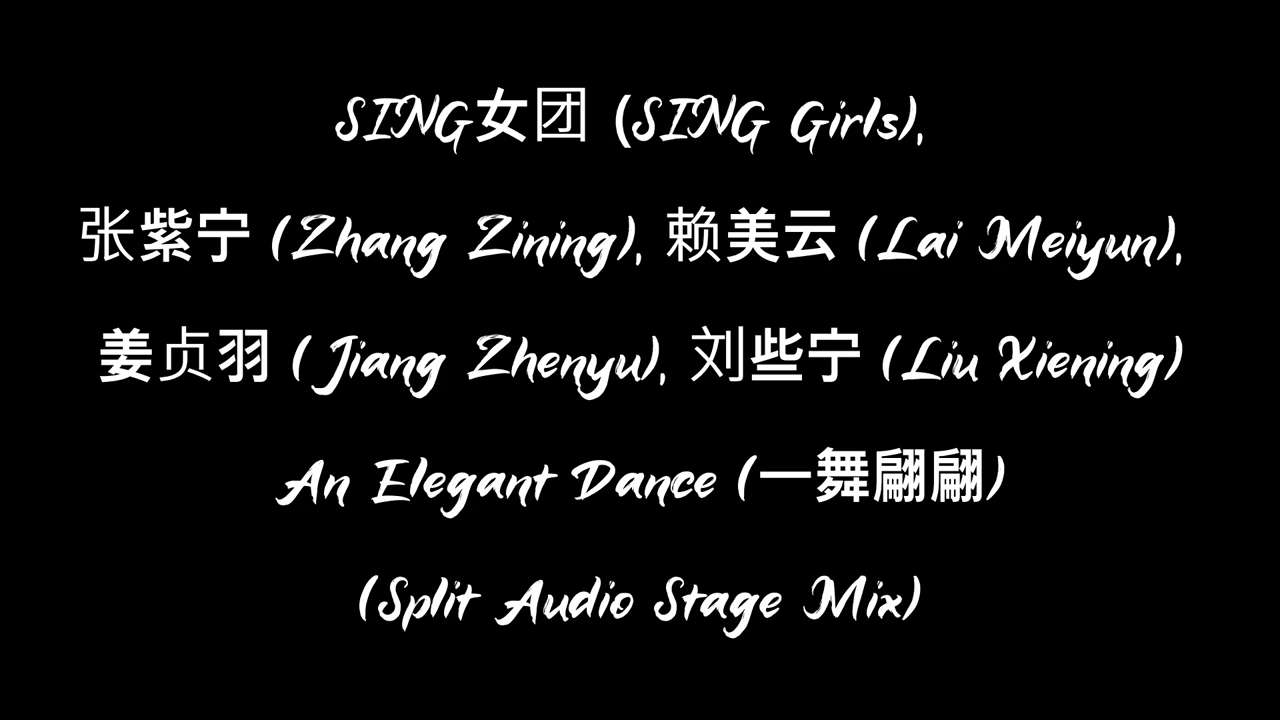 SING女团 (SING Girls),
张紫宁 (Zhang Zining), 赖美云 (Lai Meiyun),
姜贞羽 (Jiang Zhenyu), 刘些宁 (Liu Xiening)
An Elegant Dance (一舞翩翩)
(Split Audio Stage Mix)